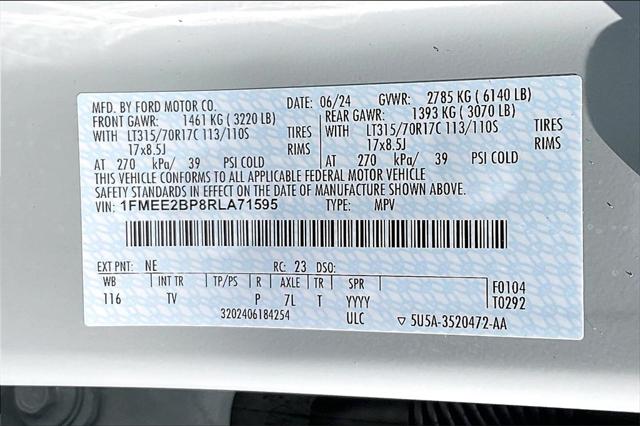 MFD. BY FORD MOTOR CO. DATE: 06/24 GVWR: 2785 KG ( 6140 LB)
FRONT GAWR: 1461 KG ( 3220 LB) REAR GAWR: 1393 KG ( 3070 LB)
WITH LT315/70R17C 113/110S TIRES WITH LT315/70R17C 113/110S TIRES
17x8.5J RIMS 17x8.5J RIMS
AT 270 kPa/ 39 PSI COLD AT 270 kPa/ 39 PSI COLD
THIS VEHICLE CONFORMS TO ALL APPLICABLE FEDERAL MOTOR VEHICLE
SAFETY STANDARDS IN EFFECT ON THE DATE OF MANUFACTURE SHOWN ABOVE.
VIN: 1FMEE2BP8RLA71595 TYPE: MPV
EXT PNT: NE RC: 23 DSO:
WB INT TR TP/PS R AXLE TR SPR F0104
116 TV P 7L T YYYY T0292
3202406184254 ULC ▽ 5U5A-3520472-AA